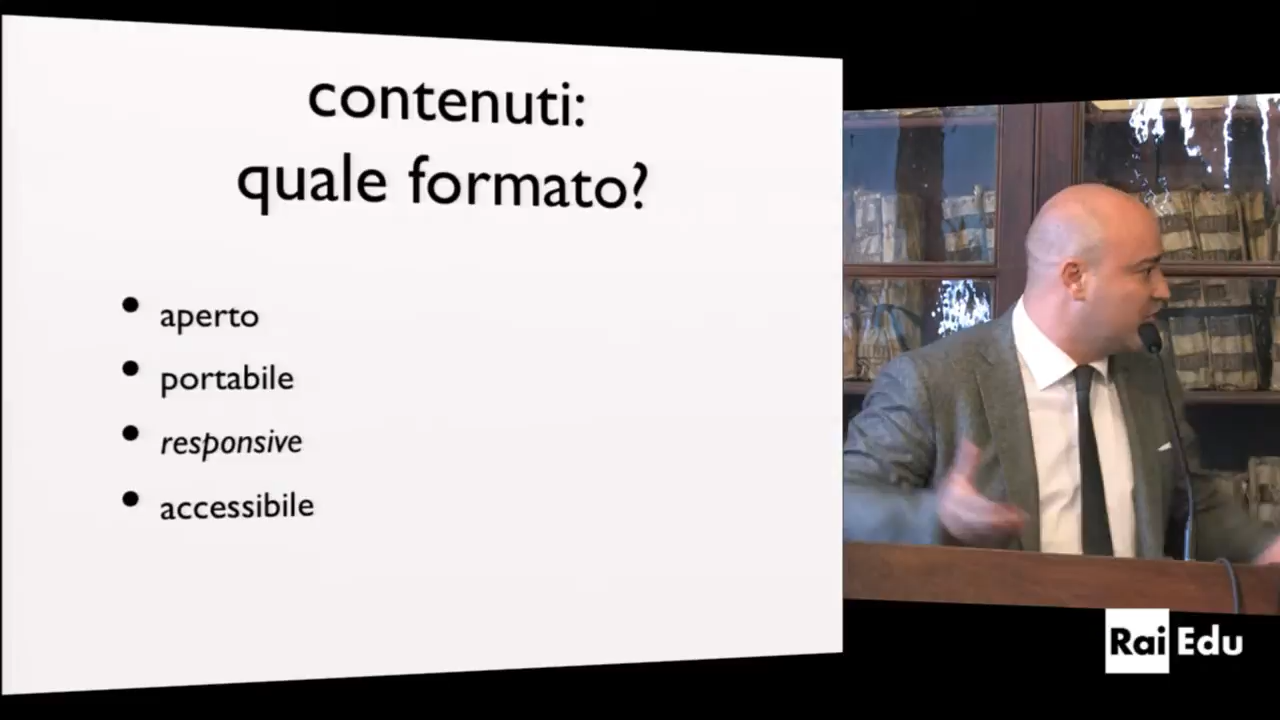 contenuti:
quale formato?
• aperto
• portabile
• responsive
• accessibile
Rai Edu